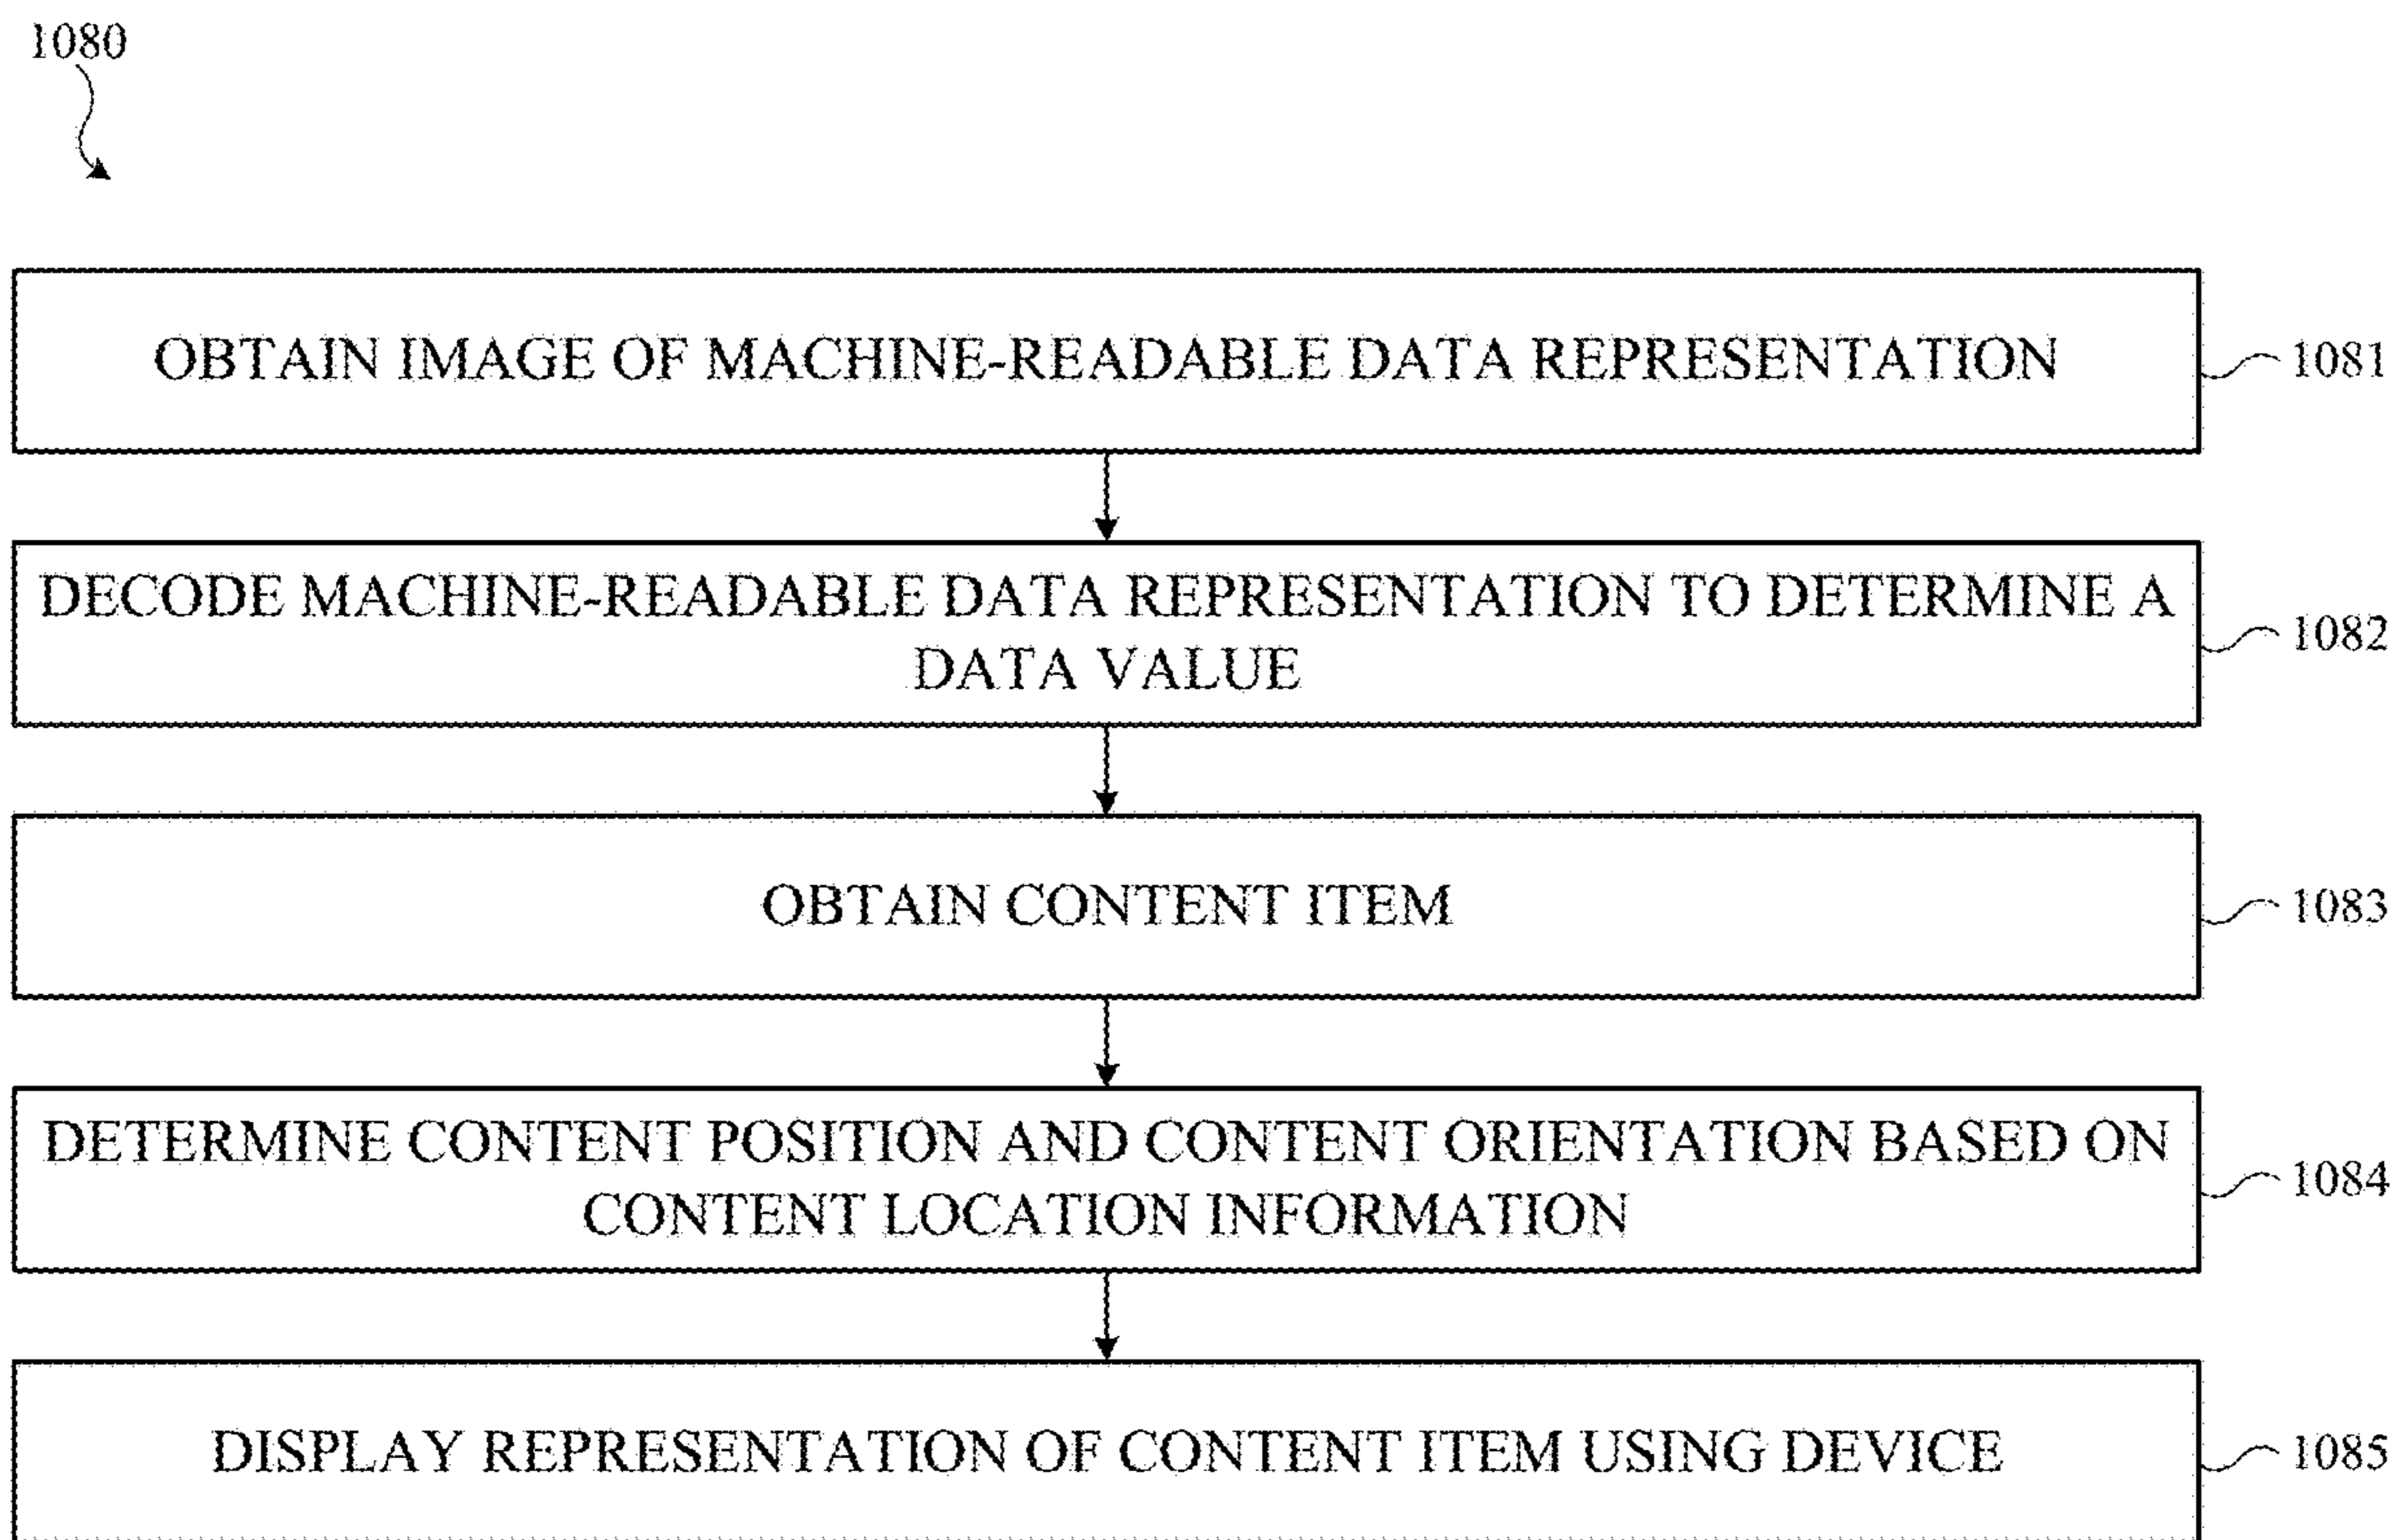 1080
OBTAIN IMAGE OF MACHINE-READABLE DATA REPRESENTATION
1081
DECODE MACHINE-READABLE DATA REPRESENTATION TO DETERMINE A
DATA VALUE
1082
OBTAIN CONTENT ITEM
1083
DETERMINE CONTENT POSITION AND CONTENT ORIENTATION BASED ON
CONTENT LOCATION INFORMATION
1084
DISPLAY REPRESENTATION OF CONTENT ITEM USING DEVICE
1085